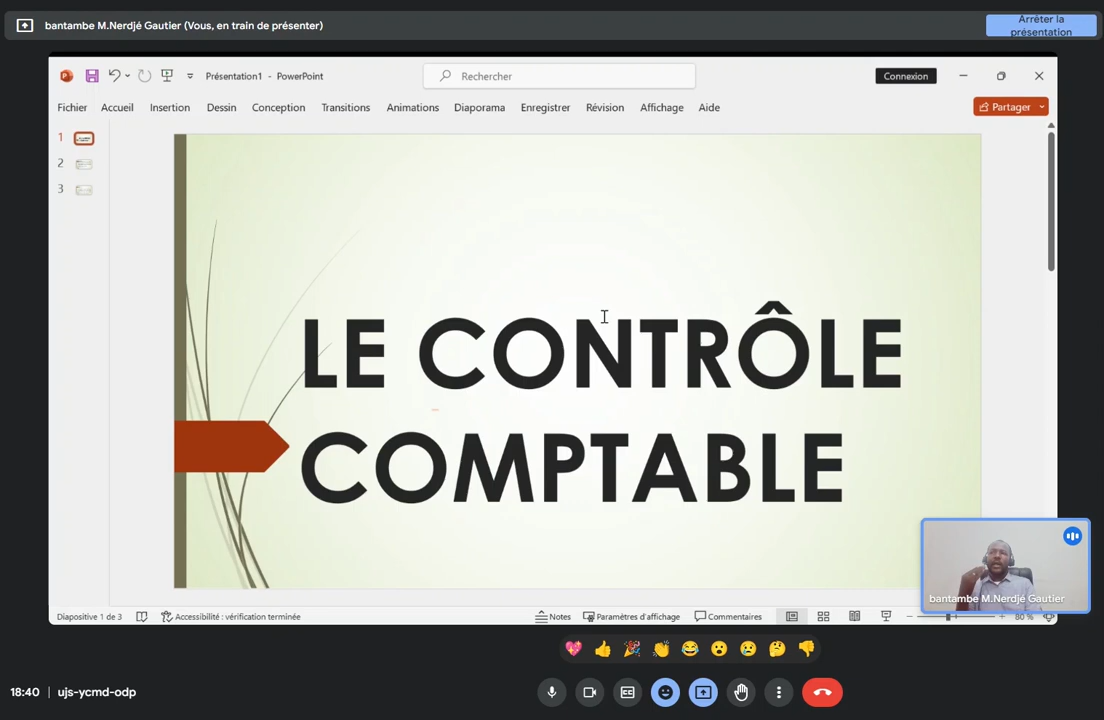 bantambe M.Nerdjé Gautier (Vous, en train de présenter)
Arrêter la
présentation
Présentation1 - PowerPoint
Rechercher
Connexion
Fichier Accueil Insertion Dessin Conception Transitions Animations Diaporama Enregistrer Révision Affichage Aide
Partager
1
2
3
LE CONTRÔLE
COMPTABLE
bantambe M.Nerdjé Gautier
Diapositive 1 de 3 Accessibilité : vérification terminée Notes Paramètres d'affichage Commentaires 80 %
18:40 ujs-ycmd-odp